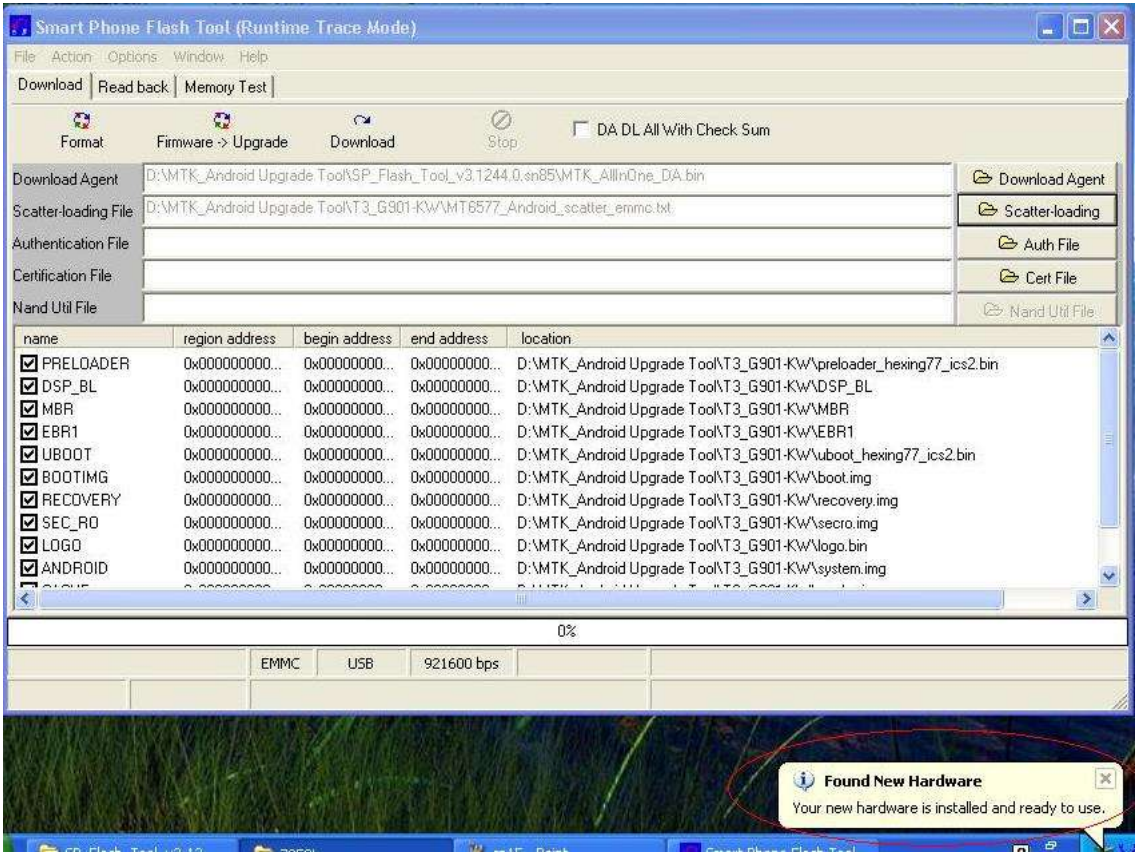 Smart Phone Flash Tool (Runtime Trace Mode)
File Action Options Window Help
Download Read back Memory Test
Format Firmware -> Upgrade Download Stop DA DL All With Check Sum
Download Agent D:\MTK_Android Upgrade Tool\SP_Flash_Tool_v3.1244.0.sn85\MTK_AllInOne_DA.bin Download Agent
Scatter-loading File D:\MTK_Android Upgrade Tool\T3_G901-KW\MT6577_Android_scatter_emmc.txt Scatter-loading
Authentication File Auth File
Certification File Cert File
Nand Util File Nand Util File
name region address begin address end address location
PRELOADER 0x000000000... 0x00000000... 0x00000000... D:\MTK_Android Upgrade Tool\T3_G901-KW\preloader_hexing77_ics2.bin
DSP_BL 0x000000000... 0x00000000... 0x00000000... D:\MTK_Android Upgrade Tool\T3_G901-KW\DSP_BL
MBR 0x000000000... 0x00000000... 0x00000000... D:\MTK_Android Upgrade Tool\T3_G901-KW\MBR
EBR1 0x000000000... 0x00000000... 0x00000000... D:\MTK_Android Upgrade Tool\T3_G901-KW\EBR1
UBOOT 0x000000000... 0x00000000... 0x00000000... D:\MTK_Android Upgrade Tool\T3_G901-KW\uboot_hexing77_ics2.bin
BOOTIMG 0x000000000... 0x00000000... 0x00000000... D:\MTK_Android Upgrade Tool\T3_G901-KW\boot.img
RECOVERY 0x000000000... 0x00000000... 0x00000000... D:\MTK_Android Upgrade Tool\T3_G901-KW\recovery.img
SEC_RO 0x000000000... 0x00000000... 0x00000000... D:\MTK_Android Upgrade Tool\T3_G901-KW\secro.img
LOGO 0x000000000... 0x00000000... 0x00000000... D:\MTK_Android Upgrade Tool\T3_G901-KW\logo.bin
ANDROID 0x000000000... 0x00000000... 0x00000000... D:\MTK_Android Upgrade Tool\T3_G901-KW\system.img
0%
EMMC USB 921600 bps
Found New Hardware
Your new hardware is installed and ready to use.
Smart Phone Flash Tool